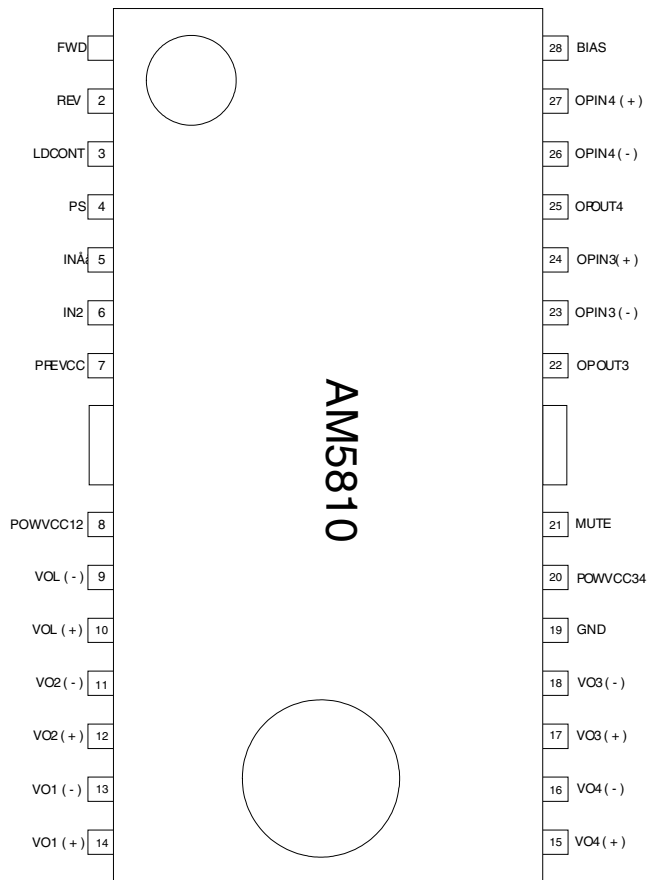 FWD
REV 2
LDCONT 3
PS 4
INÅ 5
IN2 6
PREVCC 7
POWVCC12 8
VOL (-) 9
VOL (+) 10
VO2 (-) 11
VO2 (+) 12
VO1 (-) 13
VO1 (+) 14
AM5810
28 BIAS
27 OPIN4 (+)
26 OPIN4 (-)
25 OPOUT4
24 OPIN3 (+)
23 OPIN3 (-)
22 OPOUT3
21 MUTE
20 POWVCC34
19 GND
18 VO3 (-)
17 VO3 (+)
16 VO4 (-)
15 VO4 (+)